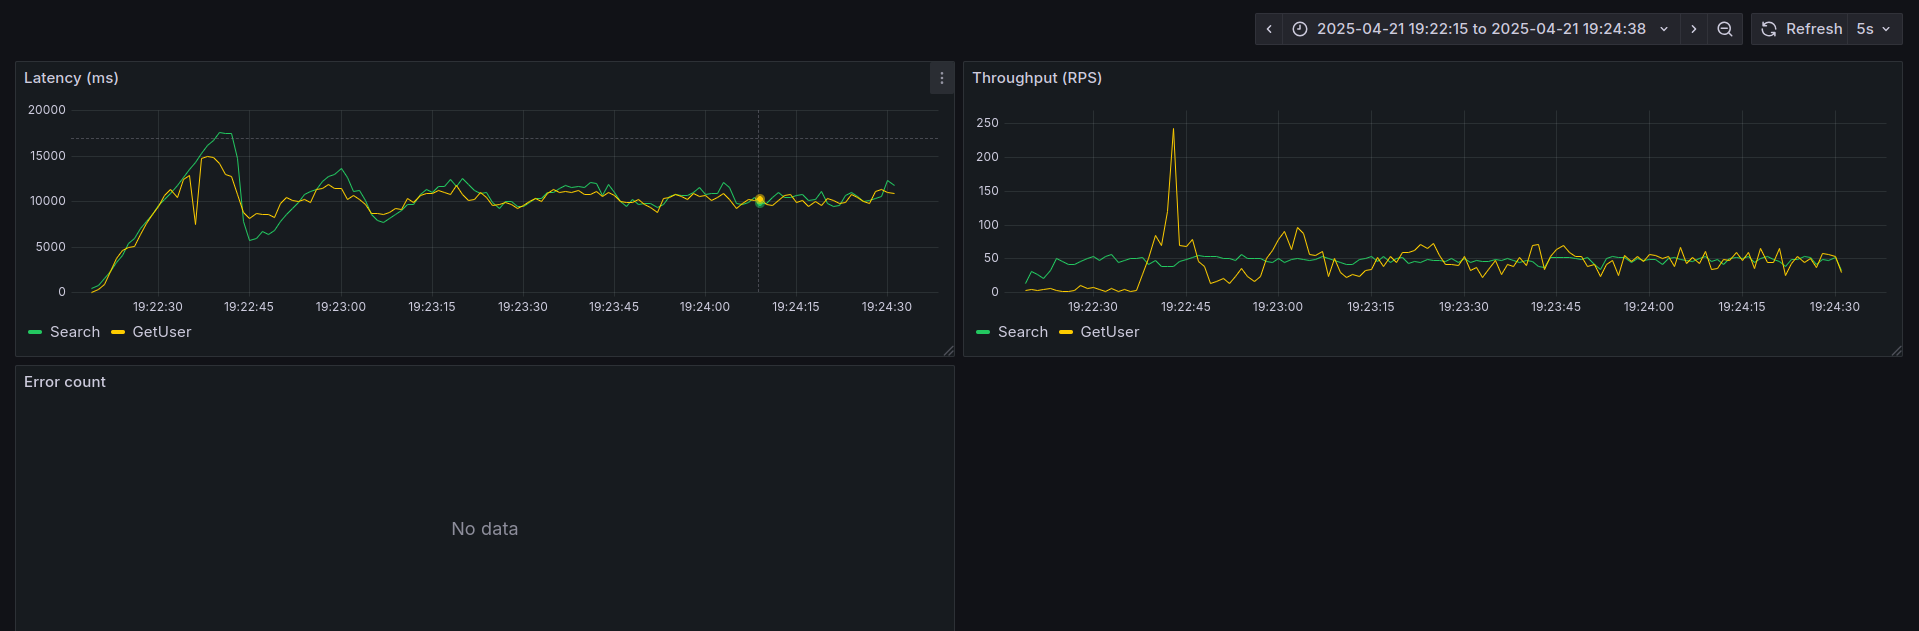 2025-04-21 19:22:15 to 2025-04-21 19:24:38 Refresh 5s
Latency (ms)
20000
15000
10000
5000
0
19:22:30 19:22:45 19:23:00 19:23:15 19:23:30 19:23:45 19:24:00 19:24:15 19:24:30
Search GetUser
Throughput (RPS)
250
200
150
100
50
0
19:22:30 19:22:45 19:23:00 19:23:15 19:23:30 19:23:45 19:24:00 19:24:15 19:24:30
Search GetUser
Error count
No data